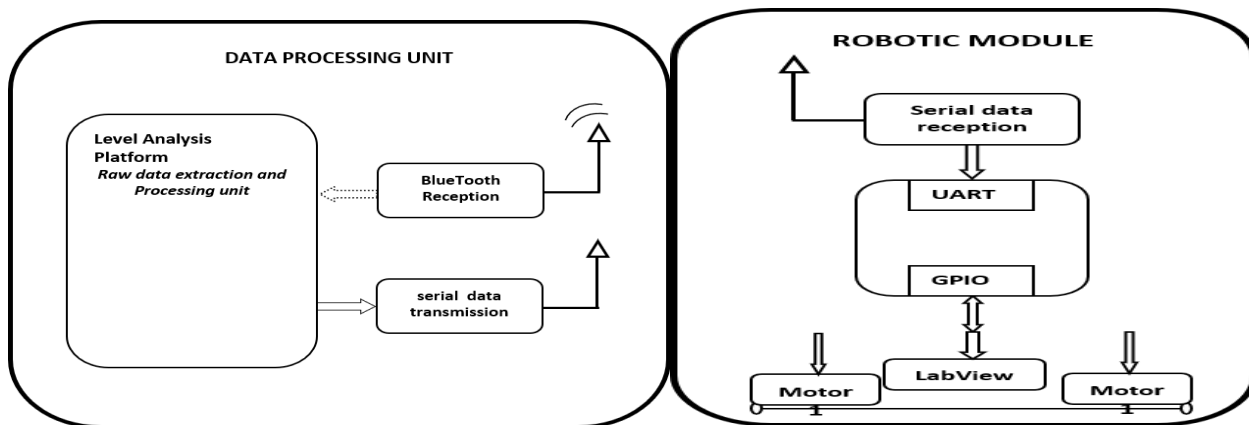 DATA PROCESSING UNIT
Level Analysis
Platform
Raw data extraction and
Processing unit
BlueTooth
Reception
serial data
transmission
ROBOTIC MODULE
Serial data
reception
UART
GPIO
LabView
Motor
Motor
0 1 1 0